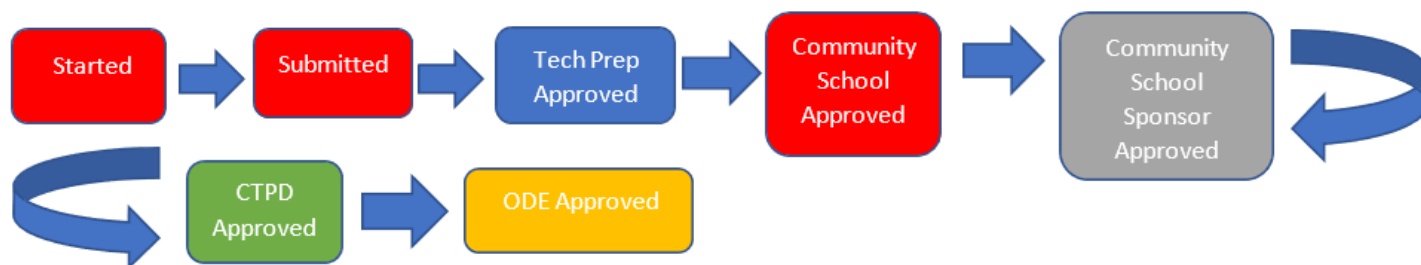 Started
Submitted
Tech Prep
Approved
Community
School
Approved
Community
School
Sponsor
Approved
CTPD
Approved
ODE Approved